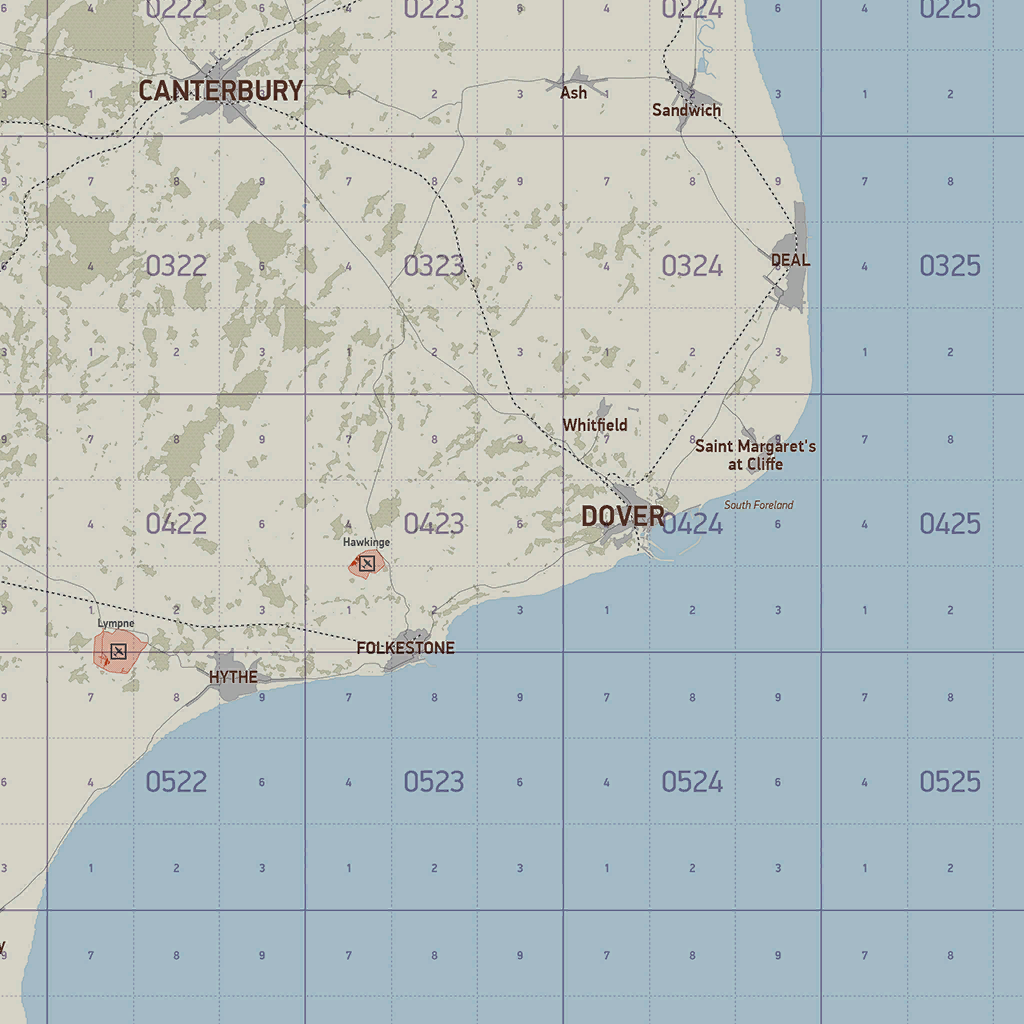 6 4 0222 6 4 0223 6 4 0224 6 4 0225
3 1 CANTERBURY 1 2 3 Ash Sandwich 3 1 2
9 7 8 9 7 8 9 7 8 9 7 8
6 4 0322 6 4 0323 6 4 0324 DEAL 4 0325
3 1 2 3 1 2 3 1 2 3 1 2
Whitfield
9 7 8 9 7 8 9 7 9 7 8
Saint Margaret's
at Cliffe
South Foreland
6 4 0422 6 4 0423 6 DOVER 0424 6 4 0425
Hawkinge
3 3 1 2 3 1 2 3 1 2
Lympne
FOLKESTONE
HYTHE
9 7 9 7 8 9 7 8 9 7 8
6 4 0522 6 4 0523 6 4 0524 6 4 0525
3 1 2 3 1 2 3 1 2 3 1 2
y
9 7 8 9 7 8 9 7 8 9 7 8